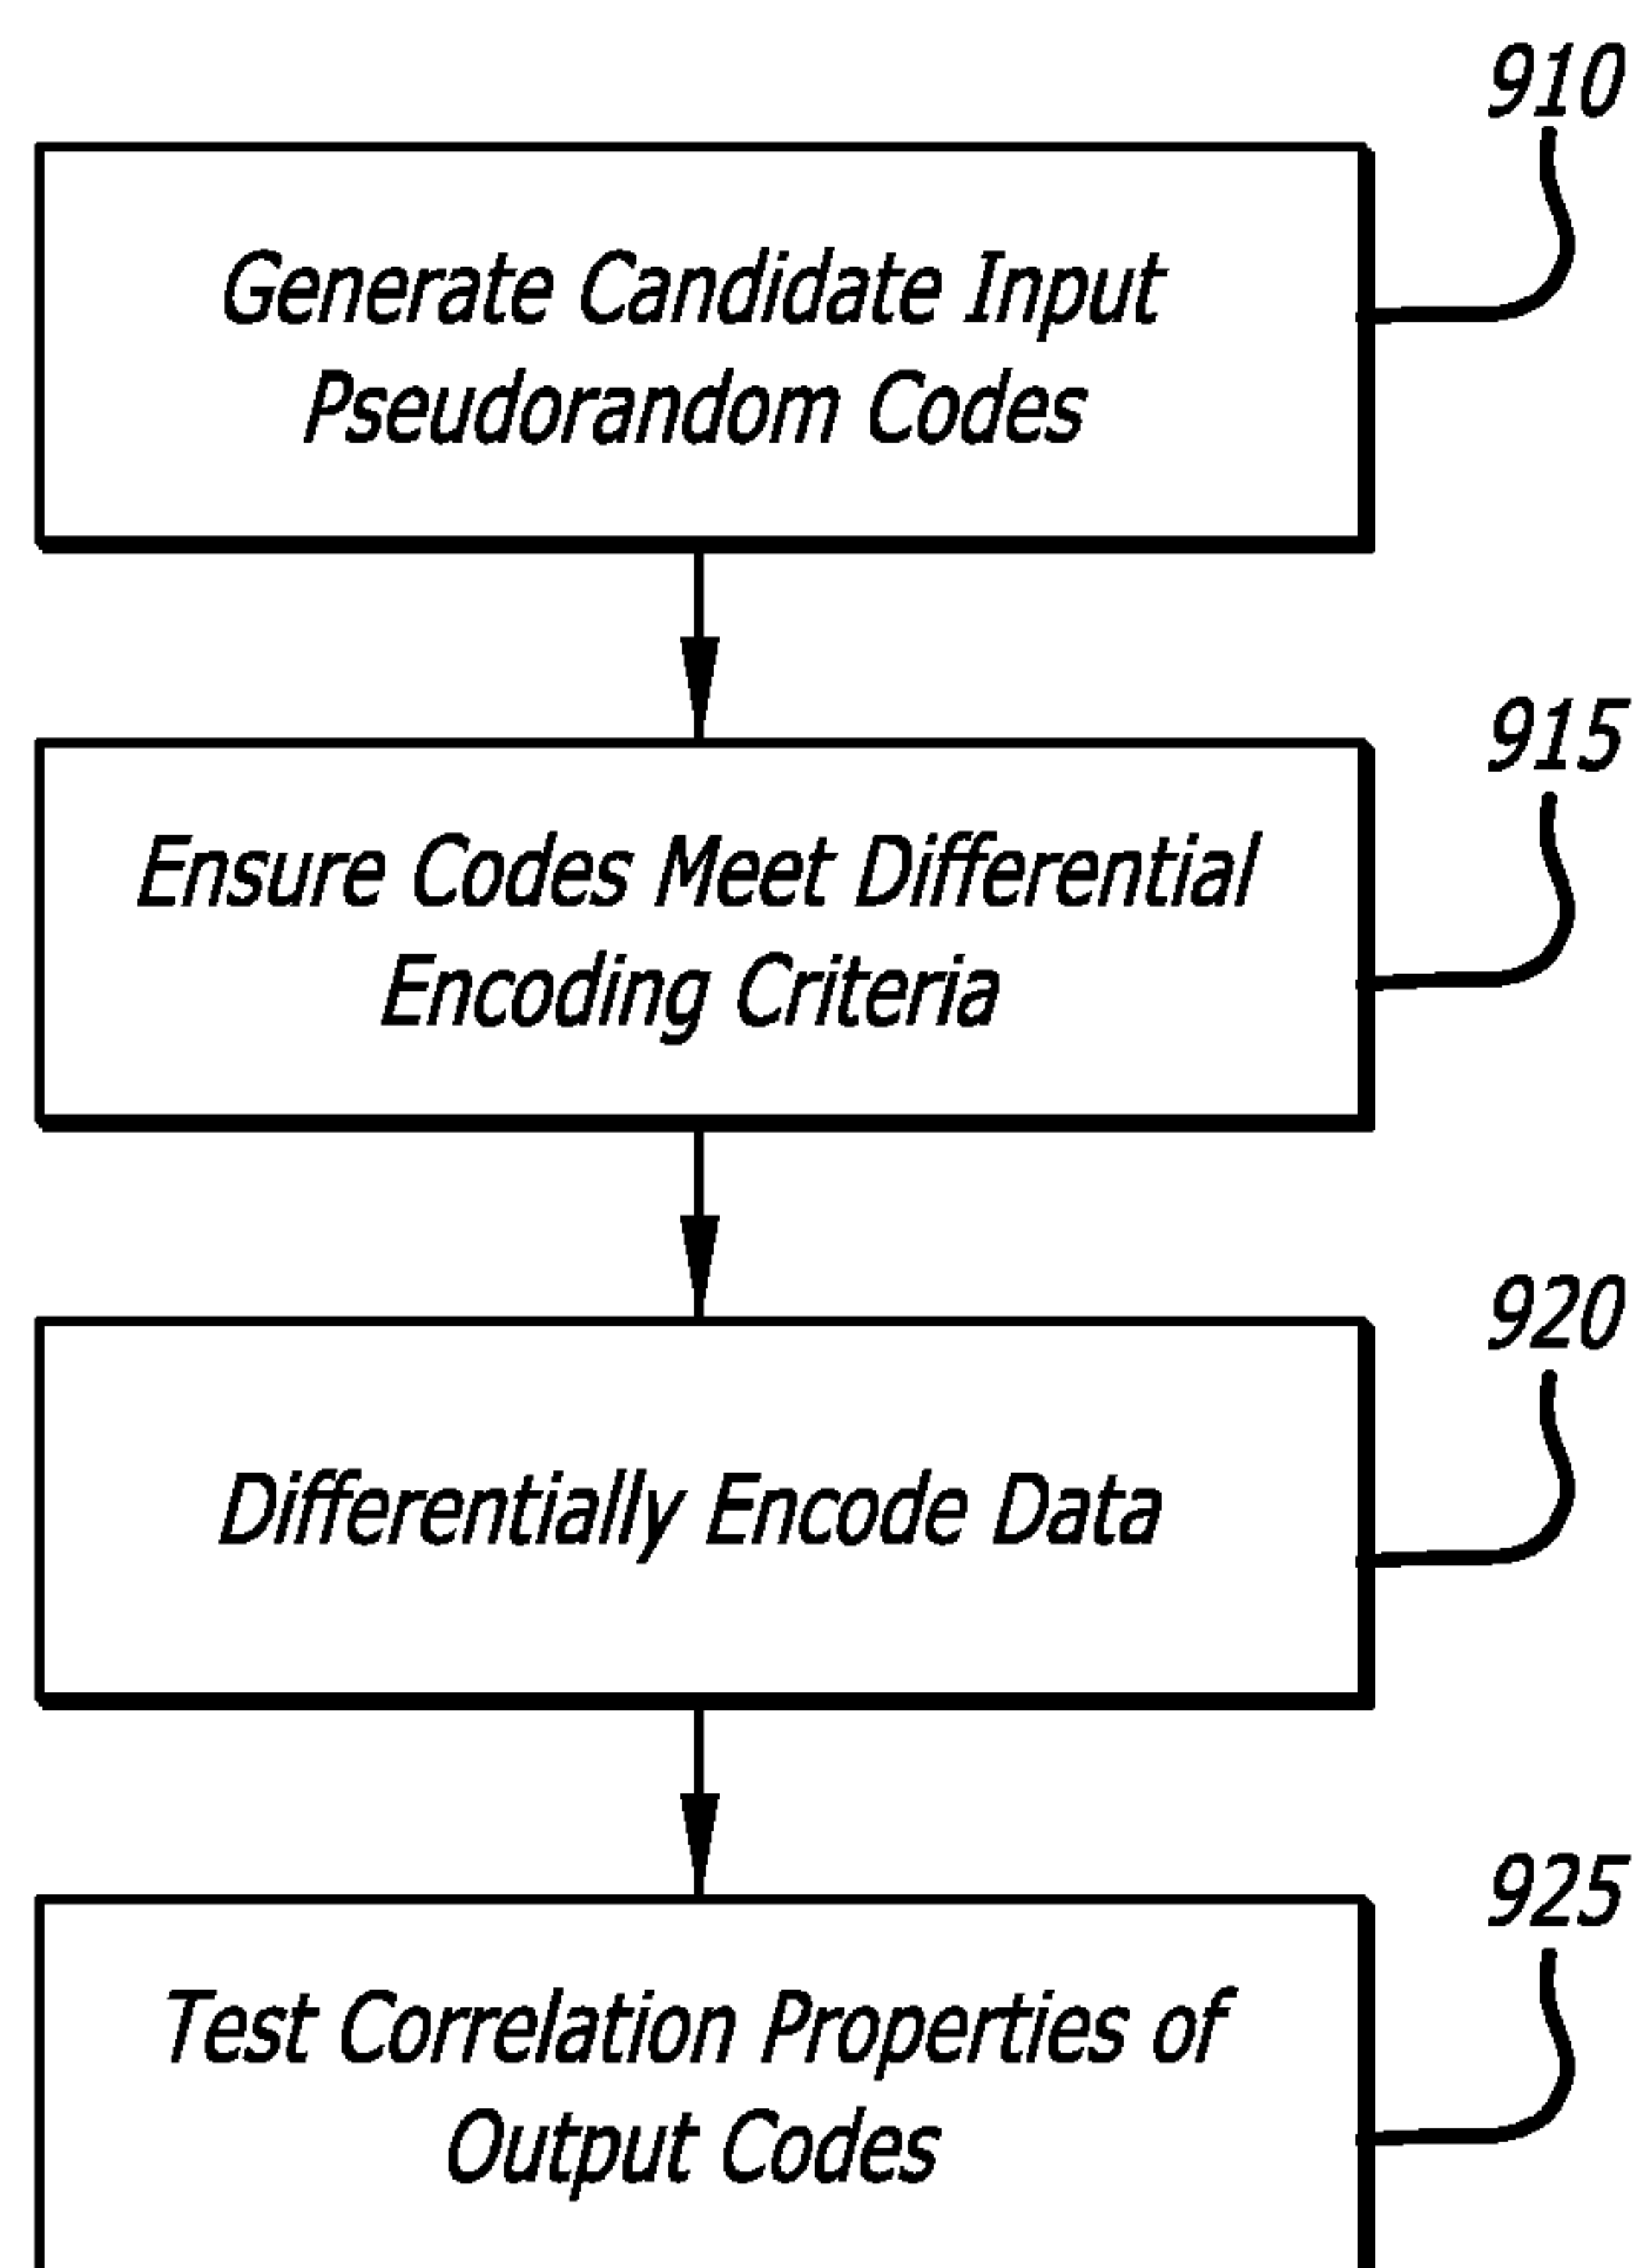 910
Generate Candidate Input
Pseudorandom Codes
915
Ensure Codes Meet Differential
Encoding Criteria
920
Differentially Encode Data
925
Test Correlation Properties of
Output Codes